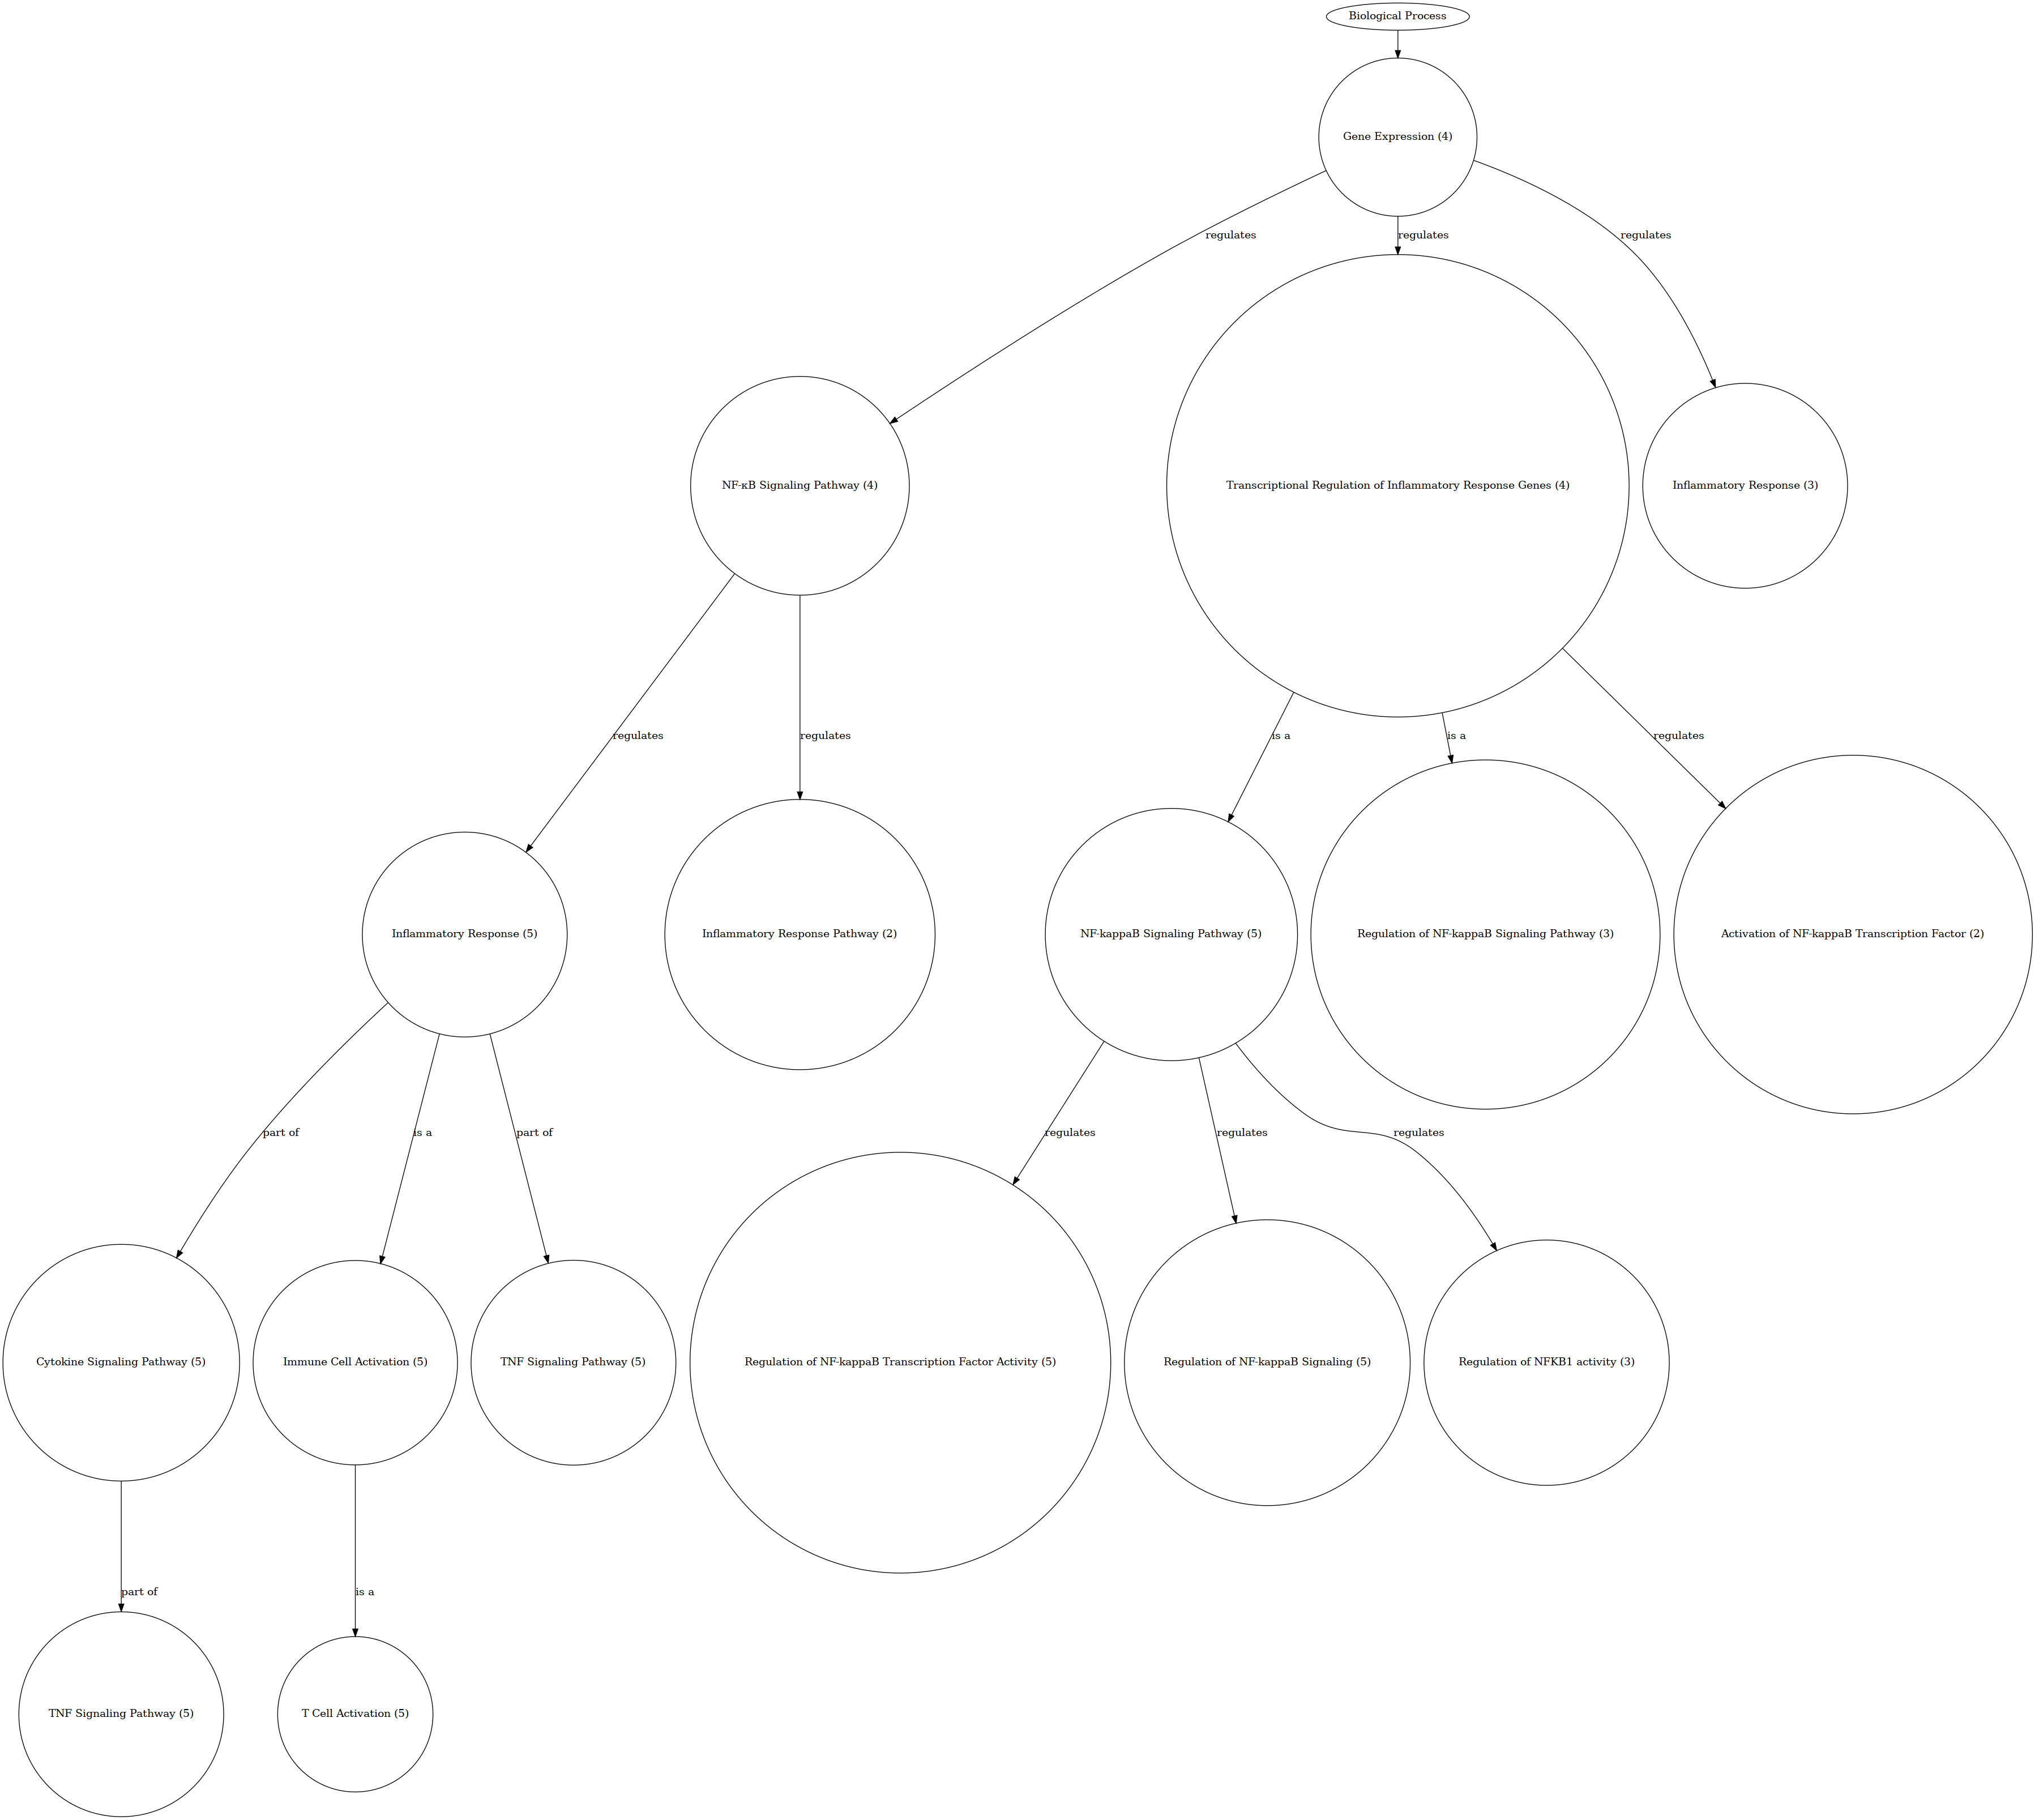 Biological Process
Gene Expression (4)
regulates
regulates
regulates
NF-κB Signaling Pathway (4)
Transcriptional Regulation of Inflammatory Response Genes (4)
Inflammatory Response (3)
regulates
regulates
is a
is a
regulates
Inflammatory Response (5)
Inflammatory Response Pathway (2)
NF-kappaB Signaling Pathway (5)
Regulation of NF-kappaB Signaling Pathway (3)
Activation of NF-kappaB Transcription Factor (2)
part of
is a
part of
regulates
regulates
regulates
Cytokine Signaling Pathway (5)
Immune Cell Activation (5)
TNF Signaling Pathway (5)
Regulation of NF-kappaB Transcription Factor Activity (5)
Regulation of NF-kappaB Signaling (5)
Regulation of NFKB1 activity (3)
part of
is a
TNF Signaling Pathway (5)
T Cell Activation (5)